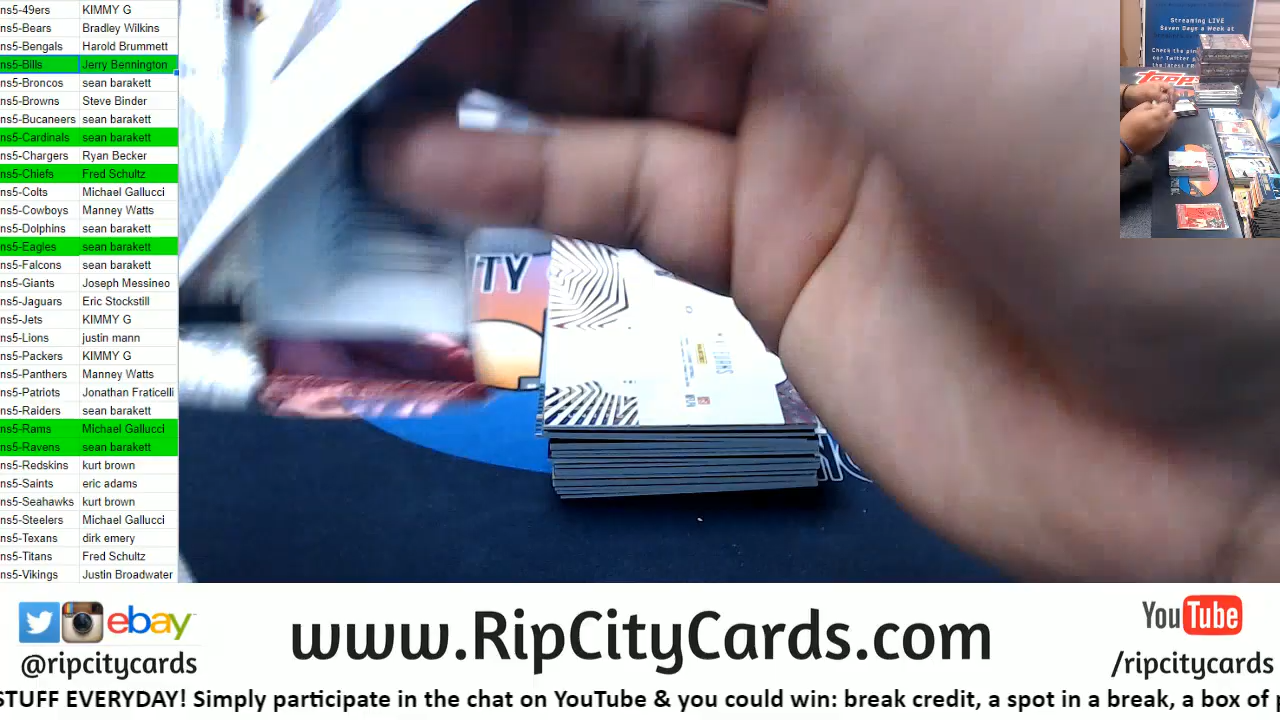 ns5-49ers KIMMY G
ns5-Bears Bradley Wilkins
ns5-Bengals Harold Brummett
ns5-Bills Jerry Bennington
ns5-Broncos sean barakett
ns5-Browns Steve Binder
ns5-Bucaneers sean barakett
ns5-Cardinals sean barakett
ns5-Chargers Ryan Becker
ns5-Chiefs Fred Schultz
ns5-Colts Michael Gallucci
ns5-Cowboys Manney Watts
ns5-Dolphins sean barakett
ns5-Eagles sean barakett
ns5-Falcons sean barakett
ns5-Giants Joseph Messineo
ns5-Jaguars Eric Stockstill
ns5-Jets KIMMY G
ns5-Lions justin mann
ns5-Packers KIMMY G
ns5-Panthers Manney Watts
ns5-Patriots Jonathan Fraticelli
ns5-Raiders sean barakett
ns5-Rams Michael Gallucci
ns5-Ravens sean barakett
ns5-Redskins kurt brown
ns5-Saints eric adams
ns5-Seahawks kurt brown
ns5-Steelers Michael Gallucci
ns5-Texans dirk emery
ns5-Titans Fred Schultz
ns5-Vikings Justin Broadwater
Streaming LIVE
Seven Days a Week at
Check the pin
our Twitter p
Topps
TY
ebay
@ripcitycards
www.RipCityCards.com
YouTube
/ripcitycards
STUFF EVERYDAY! Simply participate in the chat on YouTube & you could win: break credit, a spot in a break, a box of